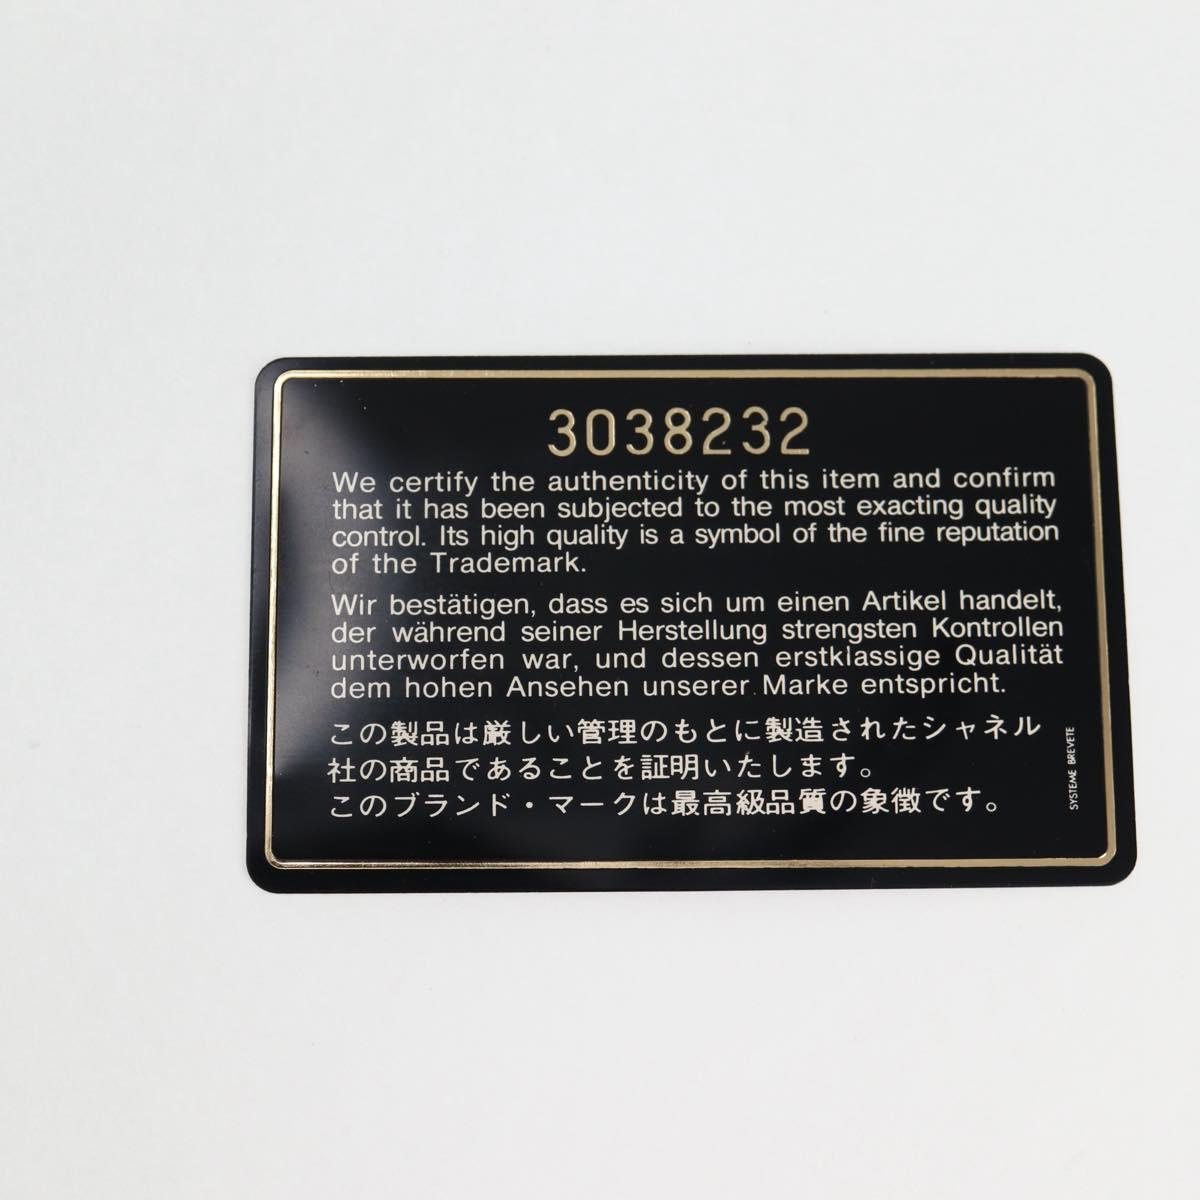 3038232
We certify the authenticity of this item and confirm
that it has been subjected to the most exacting quality
control. Its high quality is a symbol of the fine reputation
of the Trademark.
Wir bestätigen, dass es sich um einen Artikel handelt,
der während seiner Herstellung strengsten Kontrollen
unterworfen war, und dessen erstklassige Qualität
dem hohen Ansehen unserer Marke entspricht.
この製品は厳しい管理のもとに製造されたシャネル
社の商品であることを証明いたします。
このブランド・マークは最高級品質の象徴です。
SYSTEME BREVETE